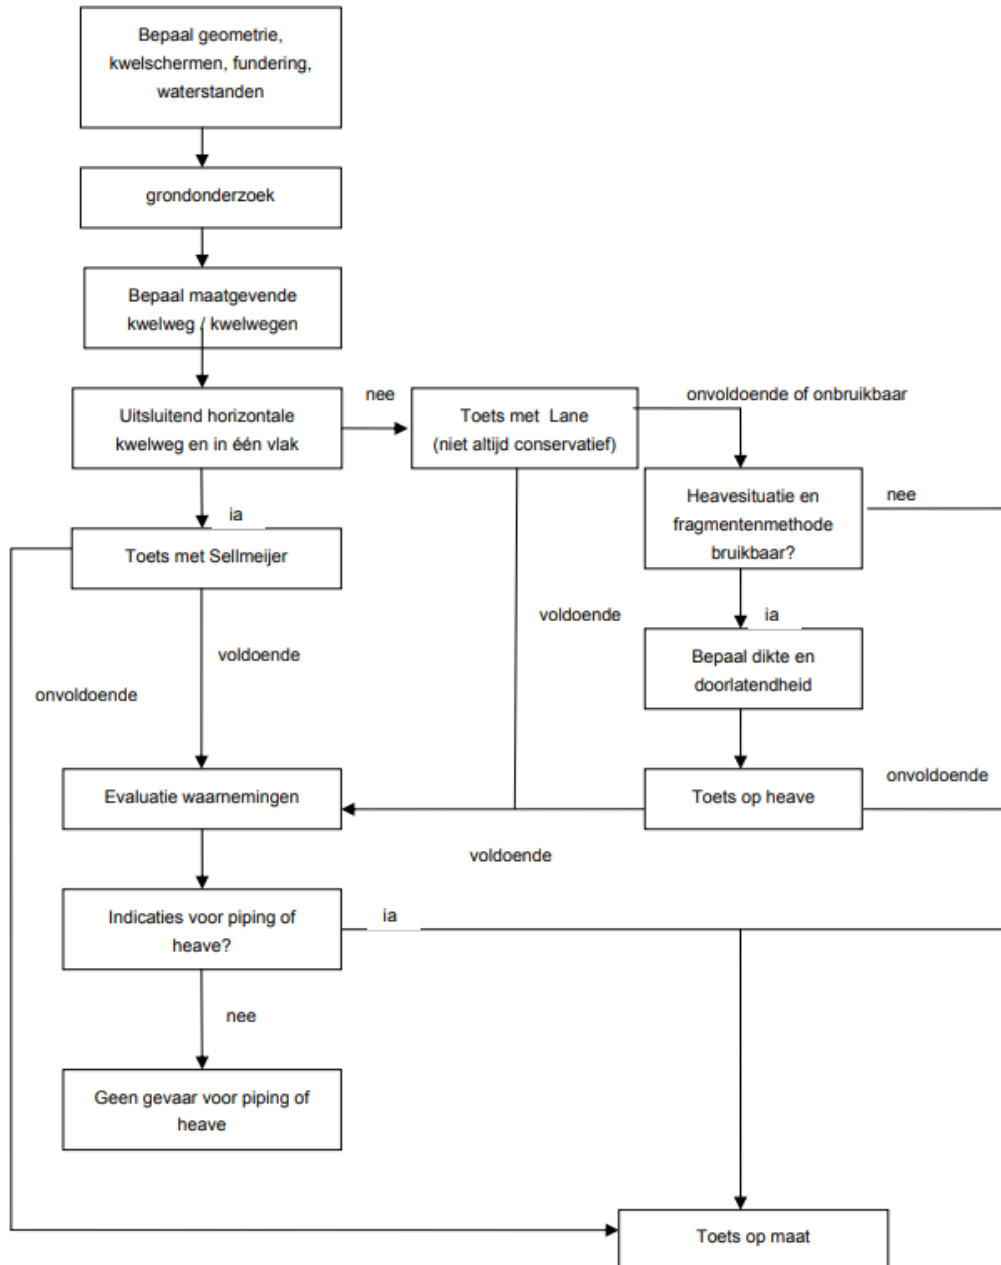 Bepaal geometrie,
kwelschermen, fundering,
waterstanden
grondonderzoek
Bepaal maatgevende
kwelweg / kwelwegen
Uitsluitend horizontale
kwelweg en in één vlak
nee
Toets met Lane
(niet altijd conservatief)
onvoldoende of onbruikbaar
Heavesituatie en
fragmentenmethode
bruikbaar?
nee
ia
Toets met Sellmeijer
voldoende
onvoldoende
voldoende
ia
Bepaal dikte en
doorlatendheid
Evaluatie waarnemingen
Toets op heave
onvoldoende
voldoende
Indicaties voor piping of
heave?
ia
nee
Geen gevaar voor piping of
heave
Toets op maat